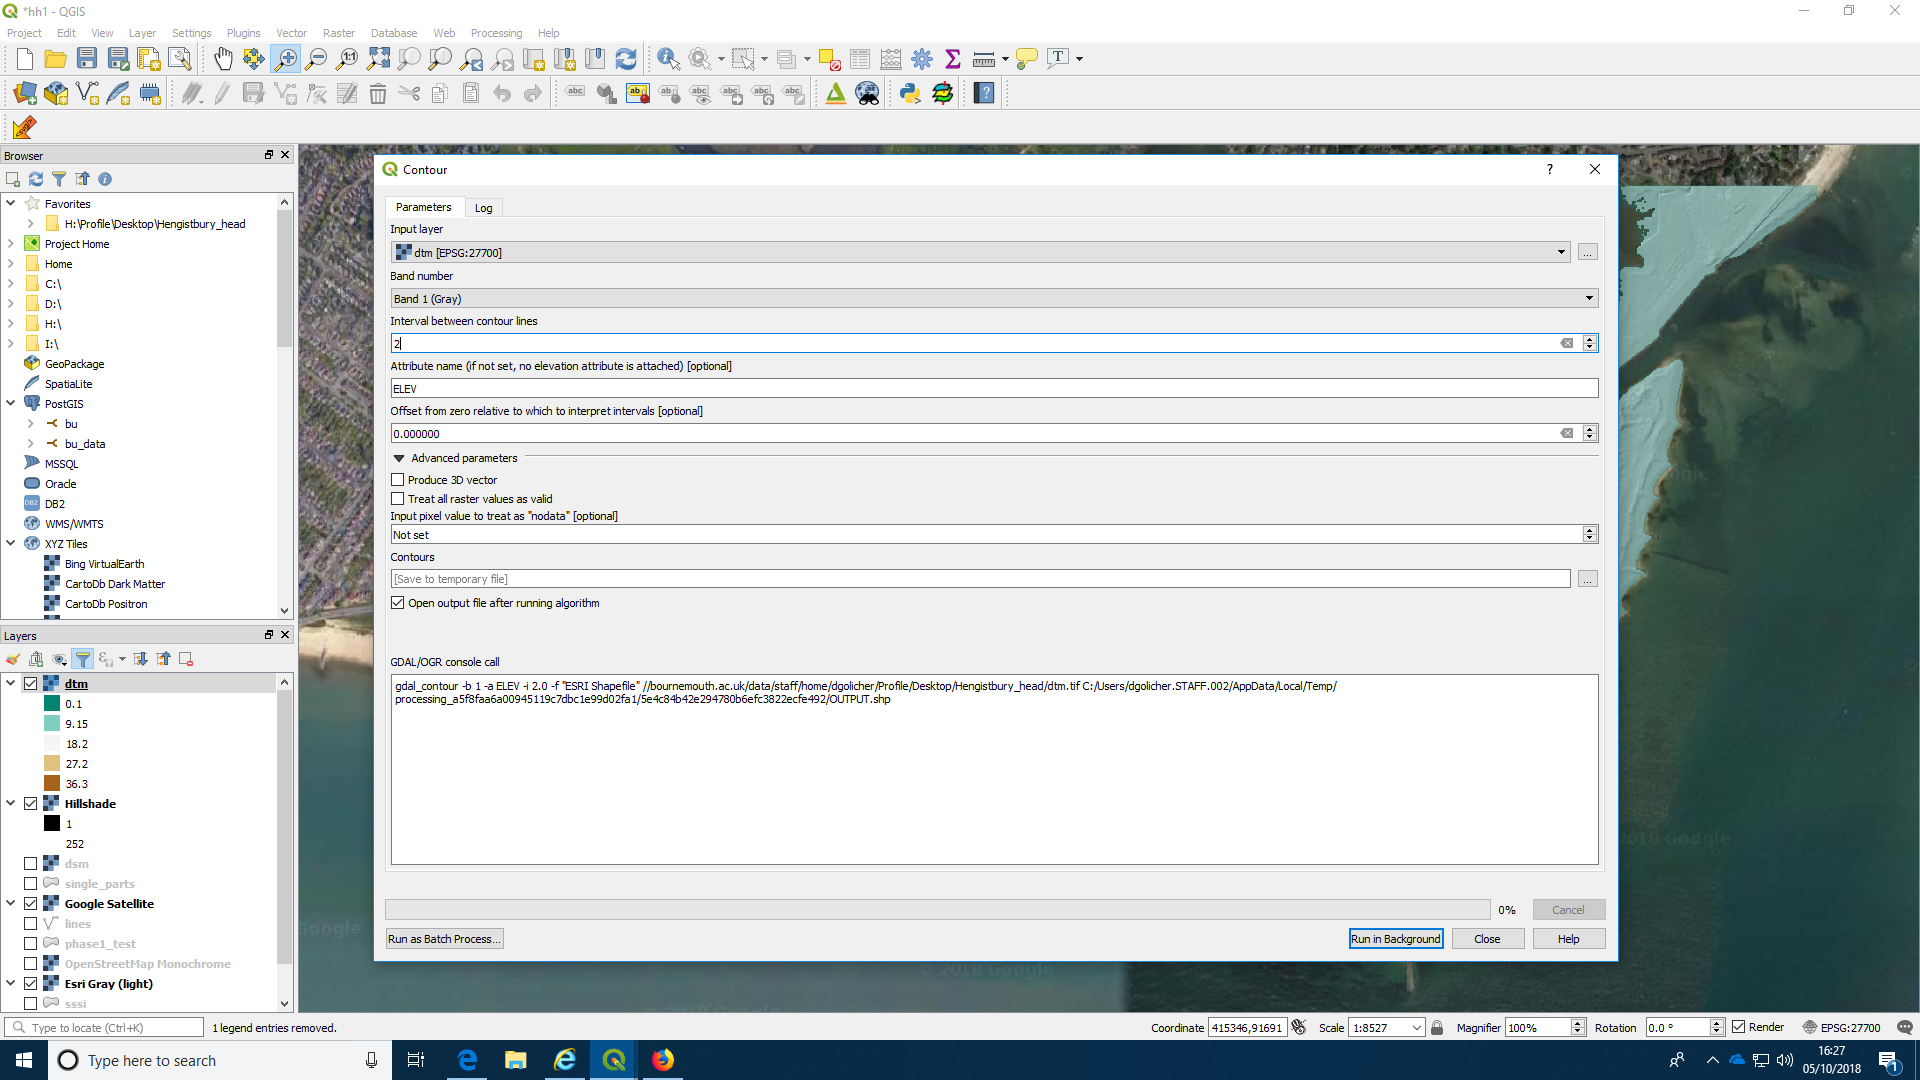 *hh1 - QGIS
Project Edit View Layer Settings Plugins Vector Raster Database Web Processing Help
Browser
Favorites
H:\Profile\Desktop\Hengistbury_head
Project Home
Home
C:\
D:\
H:\
I:\
GeoPackage
SpatiaLite
PostGIS
bu
bu_data
MSSQL
Oracle
DB2
WMS/WMTS
XYZ Tiles
Bing VirtualEarth
CartoDb Dark Matter
CartoDb Positron
Layers
dtm
0.1
9.15
18.2
27.2
36.3
Hillshade
1
252
dsm
single_parts
Google Satellite
lines
phase1_test
OpenStreetMap Monochrome
Esri Gray (light)
sssi
Contour
Parameters Log
Input layer
dtm [EPSG:27700]
Band number
Band 1 (Gray)
Interval between contour lines
2
Attribute name (if not set, no elevation attribute is attached) [optional]
ELEV
Offset from zero relative to which to interpret intervals [optional]
0.000000
Advanced parameters
Produce 3D vector
Treat all raster values as valid
Input pixel value to treat as "nodata" [optional]
Not set
Contours
[Save to temporary file]
Open output file after running algorithm
GDAL/OGR console call
gdal_contour -b 1 -a ELEV -i 2.0 -f "ESRI Shapefile" //bournemouth.ac.uk/data/staff/home/dgolicher/Profile/Desktop/Hengistbury_head/dtm.tif C:/Users/dgolicher.STAFF.002/AppData/Local/Temp/
processing_a5f8faa6a00945119c7dbc1e99d02fa1/5e4c84b42e294780b6efc3822ecfe492/OUTPUT.shp
0% Cancel
Run as Batch Process... Run in Background Close Help
© 2018 Google
2018 Google
Google
Type to locate (Ctrl+K) 1 legend entries removed. Coordinate 415346,91691 Scale 1:8527 Magnifier 100% Rotation 0.0 ° Render EPSG:27700
Type here to search
16:27
05/10/2018
1